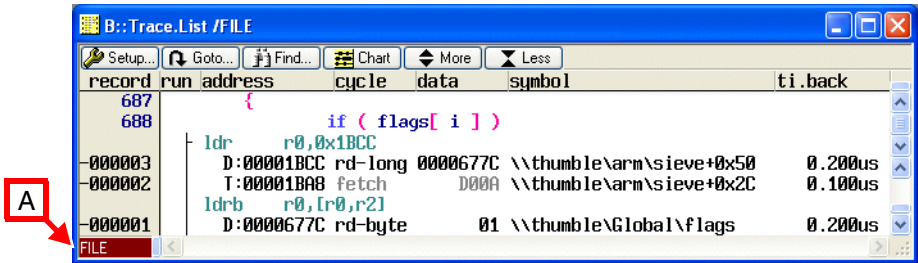 B::Trace.List /FILE
Setup... Goto... Find... Chart More Less
record run address cycle data symbol ti.back
687 {
688 if ( flags[ i ] )
ldr r0,0x1BCC
-000003 D:00001BCC rd-long 0000677C \\thumble\arm\sieve+0x50 0.200us
-000002 T:00001BA8 fetch D00A \\thumble\arm\sieve+0x2C 0.100us
ldrb r0,[r0,r2]
-000001 D:0000677C rd-byte 01 \\thumble\Global\flags 0.200us
A
FILE